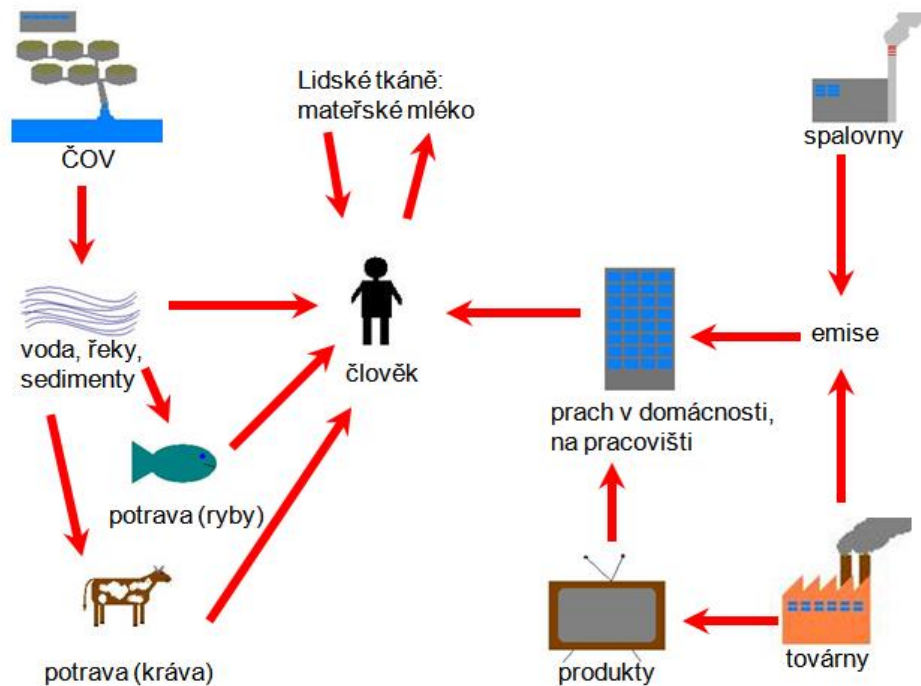 Lidské tkáně:
mateřské mléko
ČOV
spalovny
voda, řeky,
sedimenty
člověk
emise
prach v domácnosti,
na pracovišti
potrava (ryby)
potrava (kráva)
produkty
továrny